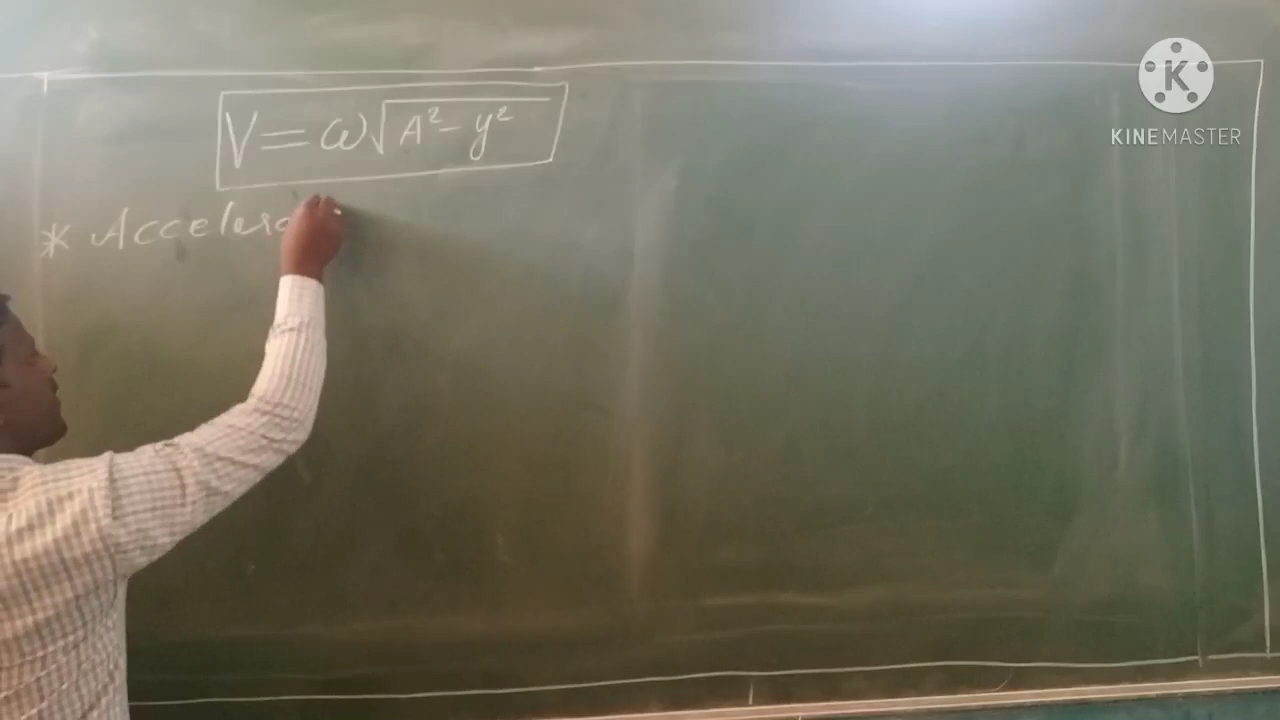 V = ω√A² - y²
* Accelera
K
KINEMASTER